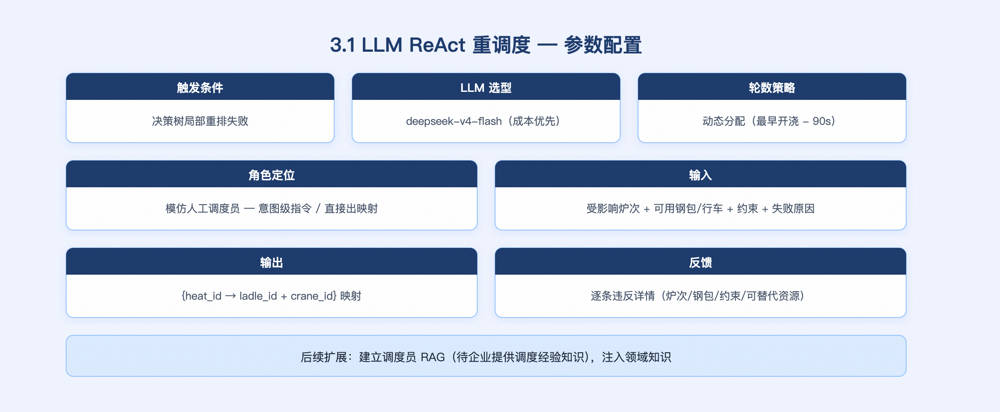 3.1 LLM ReAct 重调度 — 参数配置
触发条件
决策树局部重排失败
LLM 选型
deepseek-v4-flash（成本优先）
轮数策略
动态分配（最早开浇 - 90s）
角色定位
模仿人工调度员 — 意图级指令 / 直接出映射
输入
受影响炉次 + 可用钢包/行车 + 约束 + 失败原因
输出
{heat_id → ladle_id + crane_id} 映射
反馈
逐条违反详情（炉次/钢包/约束/可替代资源）
后续扩展：建立调度员 RAG（待企业提供调度经验知识），注入领域知识